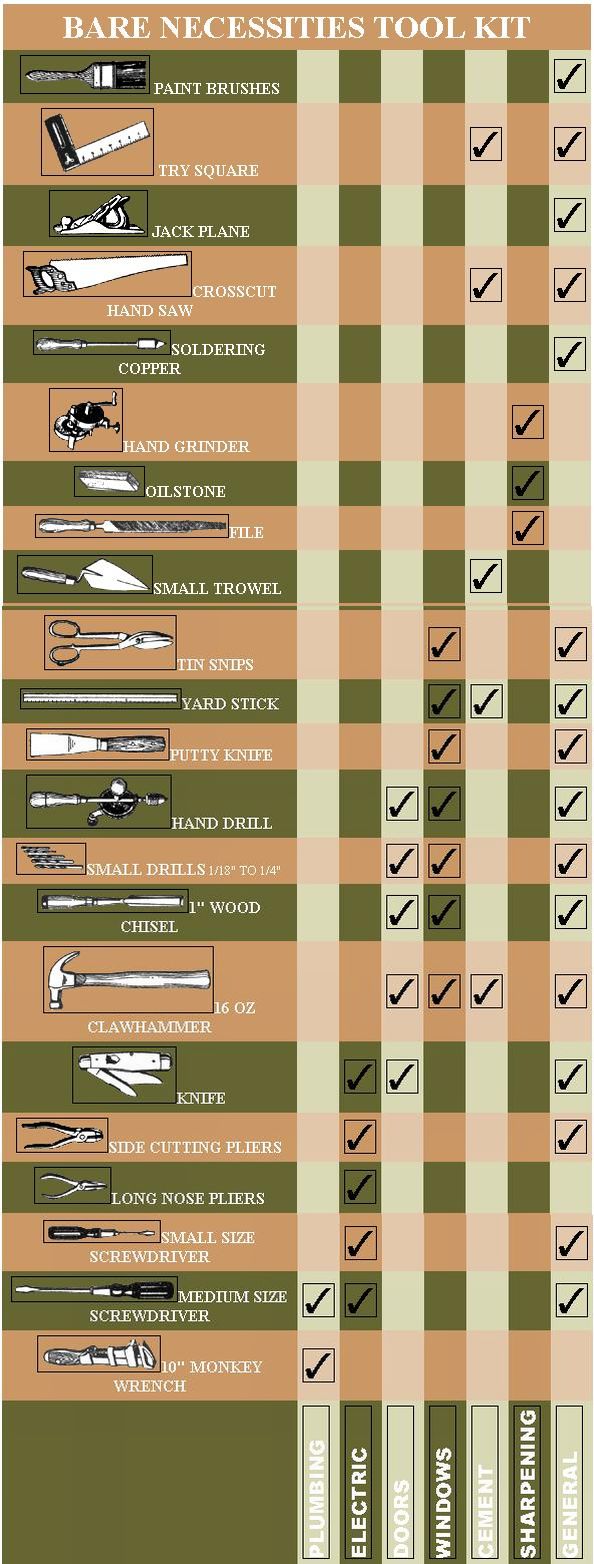 BARE NECESSITIES TOOL KIT
PAINT BRUSHES
TRY SQUARE
JACK PLANE
CROSSCUT
HAND SAW
SOLDERING
COPPER
HAND GRINDER
OILSTONE
FILE
SMALL TROWEL
TIN SNIPS
YARD STICK
PUTTY KNIFE
HAND DRILL
SMALL DRILLS 1/18" TO 1/4"
1" WOOD
CHISEL
16 OZ
CLAWHAMMER
KNIFE
SIDE CUTTING PLIERS
LONG NOSE PLIERS
SMALL SIZE
SCREWDRIVER
MEDIUM SIZE
SCREWDRIVER
10" MONKEY
WRENCH
PLUMBING
ELECTRIC
DOORS
WINDOWS
CEMENT
SHARPENING
GENERAL